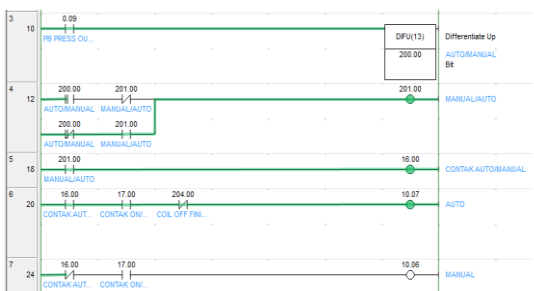 3
10
0.09
PB PRESS OU...
DIFU(13)
Differentiate Up
200.00
AUTO/MANUAL
Bit
4
12
200.00 201.00 201.00
AUTO/MANUAL MANUAL/AUTO MANUAL/AUTO
200.00 201.00
AUTO/MANUAL MANUAL/AUTO
5
18
201.00 16.00
MANUAL/AUTO CONTAK AUTO/MANUAL
6
20
16.00 17.00 204.00 10.07
CONTAK AUT... CONTAK ON/... COIL OFF FINI... AUTO
7
24
16.00 17.00 10.06
CONTAK AUT... CONTAK ON/... MANUAL